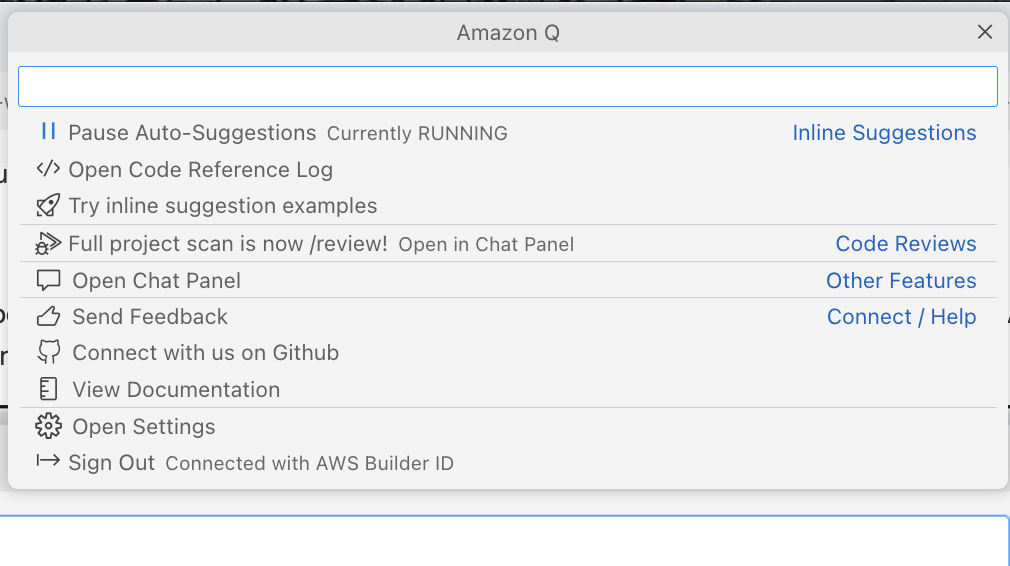 Amazon Q
Pause Auto-Suggestions Currently RUNNING Inline Suggestions
Open Code Reference Log
Try inline suggestion examples
Full project scan is now /review! Open in Chat Panel Code Reviews
Open Chat Panel Other Features
Send Feedback Connect / Help
Connect with us on Github
View Documentation
Open Settings
Sign Out Connected with AWS Builder ID